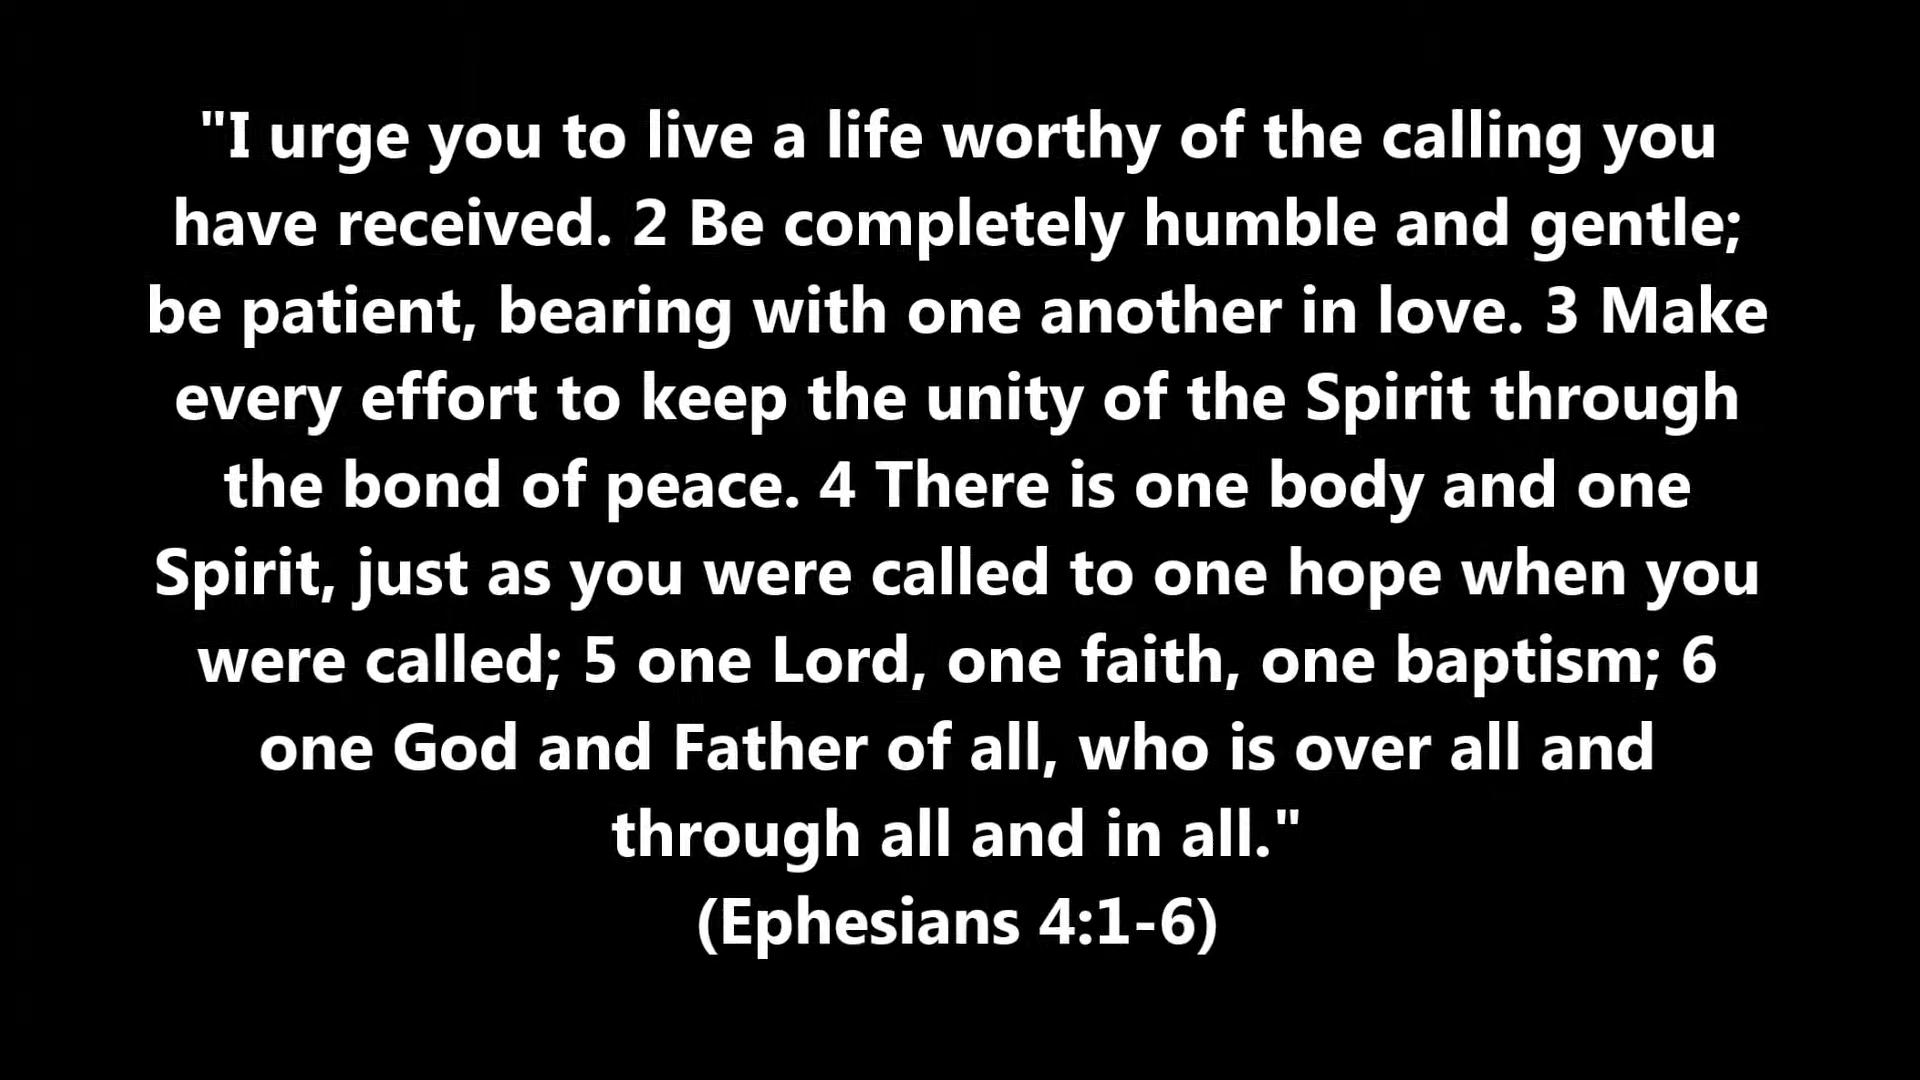 "I urge you to live a life worthy of the calling you
have received. 2 Be completely humble and gentle;
be patient, bearing with one another in love. 3 Make
every effort to keep the unity of the Spirit through
the bond of peace. 4 There is one body and one
Spirit, just as you were called to one hope when you
were called; 5 one Lord, one faith, one baptism; 6
one God and Father of all, who is over all and
through all and in all."
(Ephesians 4:1-6)